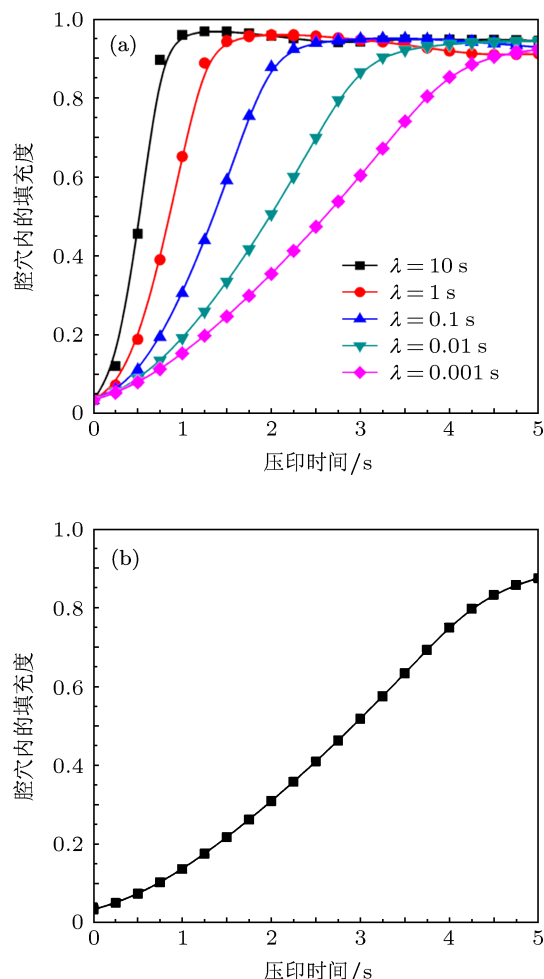 (a)
1.0
0.8
0.6
0.4
0.2
0
腔穴内的填充度
λ = 10 s
λ = 1 s
λ = 0.1 s
λ = 0.01 s
λ = 0.001 s
0 1 2 3 4 5
压印时间/s
(b)
1.0
0.8
0.6
0.4
0.2
0
腔穴内的填充度
0 1 2 3 4 5
压印时间/s